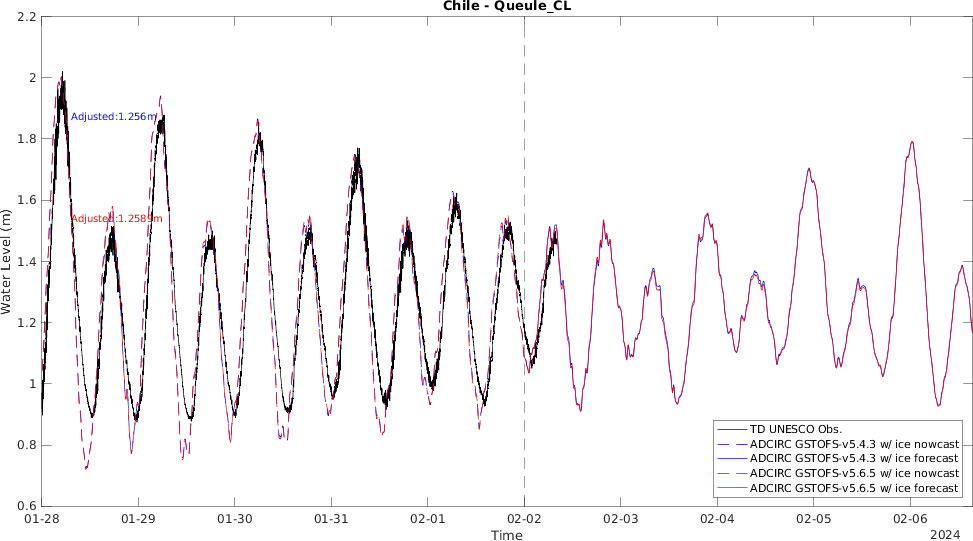 Chile - Queule_CL
2.2
2
1.8
1.6
1.4
1.2
1
0.8
0.6
Water Level (m)
Adjusted:1.256m
Adjusted:1.2589m
TD UNESCO Obs.
ADCIRC GSTOFS-v5.4.3 w/ ice nowcast
ADCIRC GSTOFS-v5.4.3 w/ ice forecast
ADCIRC GSTOFS-v5.6.5 w/ ice nowcast
ADCIRC GSTOFS-v5.6.5 w/ ice forecast
01-28 01-29 01-30 01-31 02-01 02-02 02-03 02-04 02-05 02-06
Time
2024